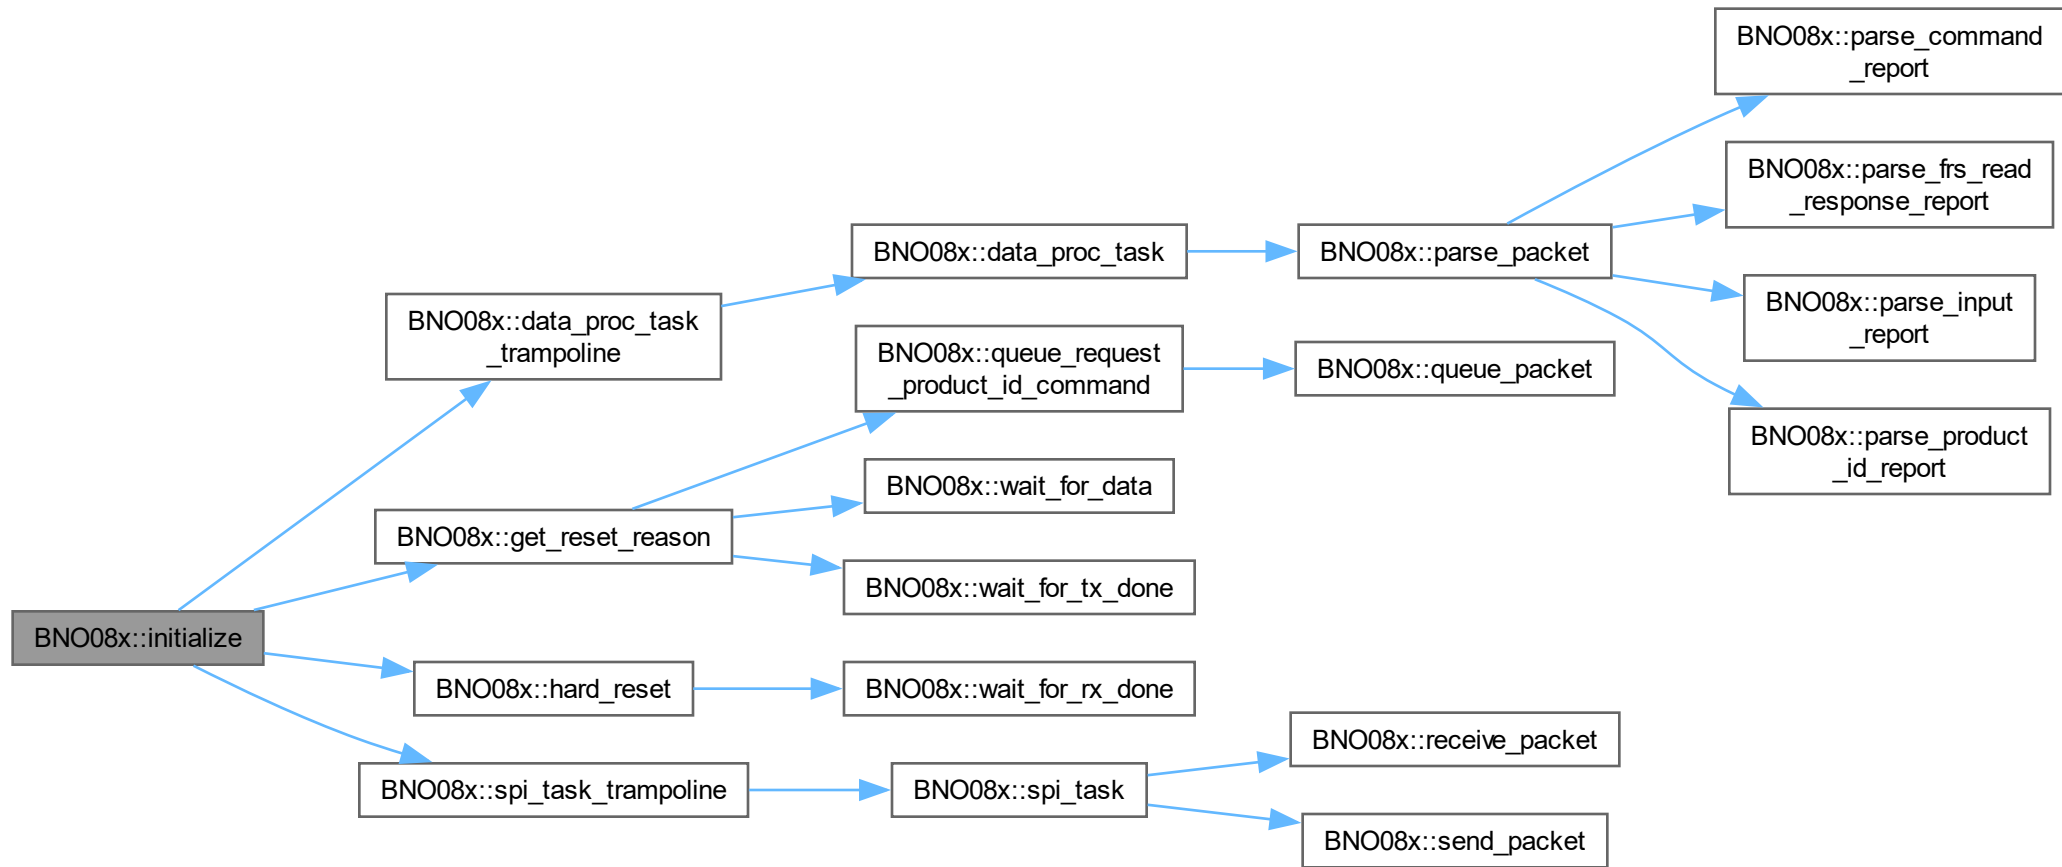 BNO08x::initialize
BNO08x::data_proc_task
_trampoline
BNO08x::get_reset_reason
BNO08x::hard_reset
BNO08x::spi_task_trampoline
BNO08x::data_proc_task
BNO08x::queue_request
_product_id_command
BNO08x::wait_for_data
BNO08x::wait_for_tx_done
BNO08x::wait_for_rx_done
BNO08x::spi_task
BNO08x::parse_packet
BNO08x::queue_packet
BNO08x::receive_packet
BNO08x::send_packet
BNO08x::parse_command
_report
BNO08x::parse_frs_read
_response_report
BNO08x::parse_input
_report
BNO08x::parse_product
_id_report